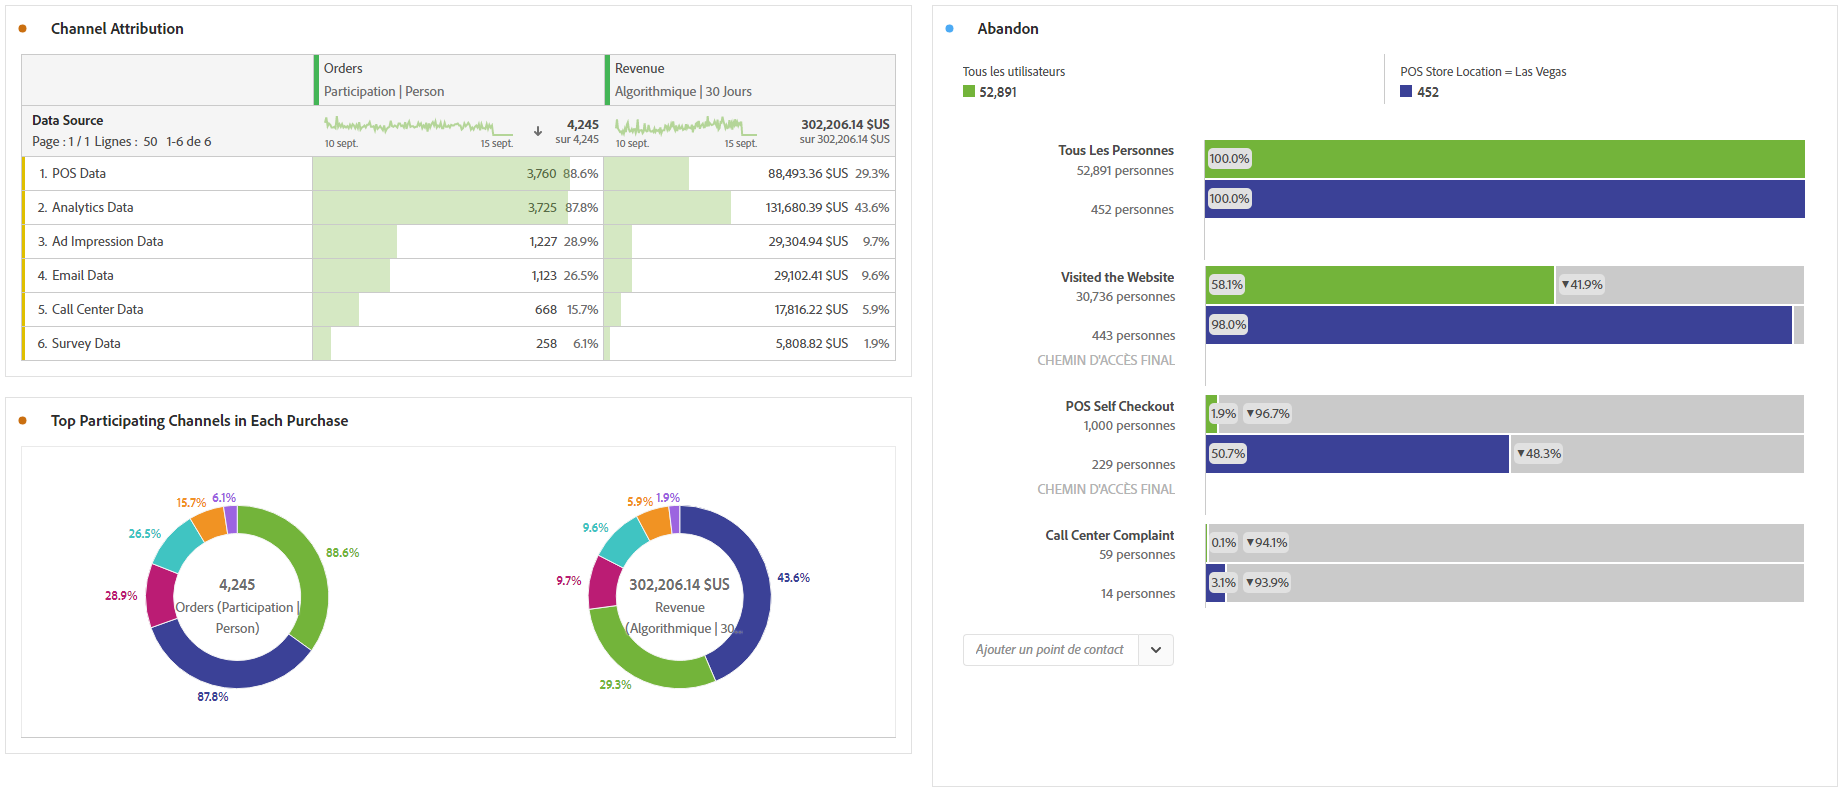 Channel Attribution
Orders
Participation | Person
Revenue
Algorithmique | 30 Jours
Data Source
Page : 1 / 1 Lignes : 50 1-6 de 6
10 sept.
15 sept.
4,245
sur 4,245
10 sept.
15 sept.
302,206.14 $US
sur 302,206.14 $US
1. POS Data 3,760 88.6% 88,493.36 $US 29.3%
2. Analytics Data 3,725 87.8% 131,680.39 $US 43.6%
3. Ad Impression Data 1,227 28.9% 29,304.94 $US 9.7%
4. Email Data 1,123 26.5% 29,102.41 $US 9.6%
5. Call Center Data 668 15.7% 17,816.22 $US 5.9%
6. Survey Data 258 6.1% 5,808.82 $US 1.9%
Top Participating Channels in Each Purchase
6.1%
15.7%
26.5%
88.6%
28.9%
87.8%
4,245
Orders (Participation |
Person)
1.9%
5.9%
9.6%
9.7%
43.6%
29.3%
302,206.14 $US
Revenue
(Algorithmique | 30...
Abandon
Tous les utilisateurs
52,891
POS Store Location = Las Vegas
452
Tous Les Personnes
52,891 personnes
452 personnes
100.0%
100.0%
Visited the Website
30,736 personnes
443 personnes
CHEMIN D'ACCÈS FINAL
58.1% ▼41.9%
98.0%
POS Self Checkout
1,000 personnes
229 personnes
CHEMIN D'ACCÈS FINAL
1.9% ▼96.7%
50.7% ▼48.3%
Call Center Complaint
59 personnes
14 personnes
0.1% ▼94.1%
3.1% ▼93.9%
Ajouter un point de contact